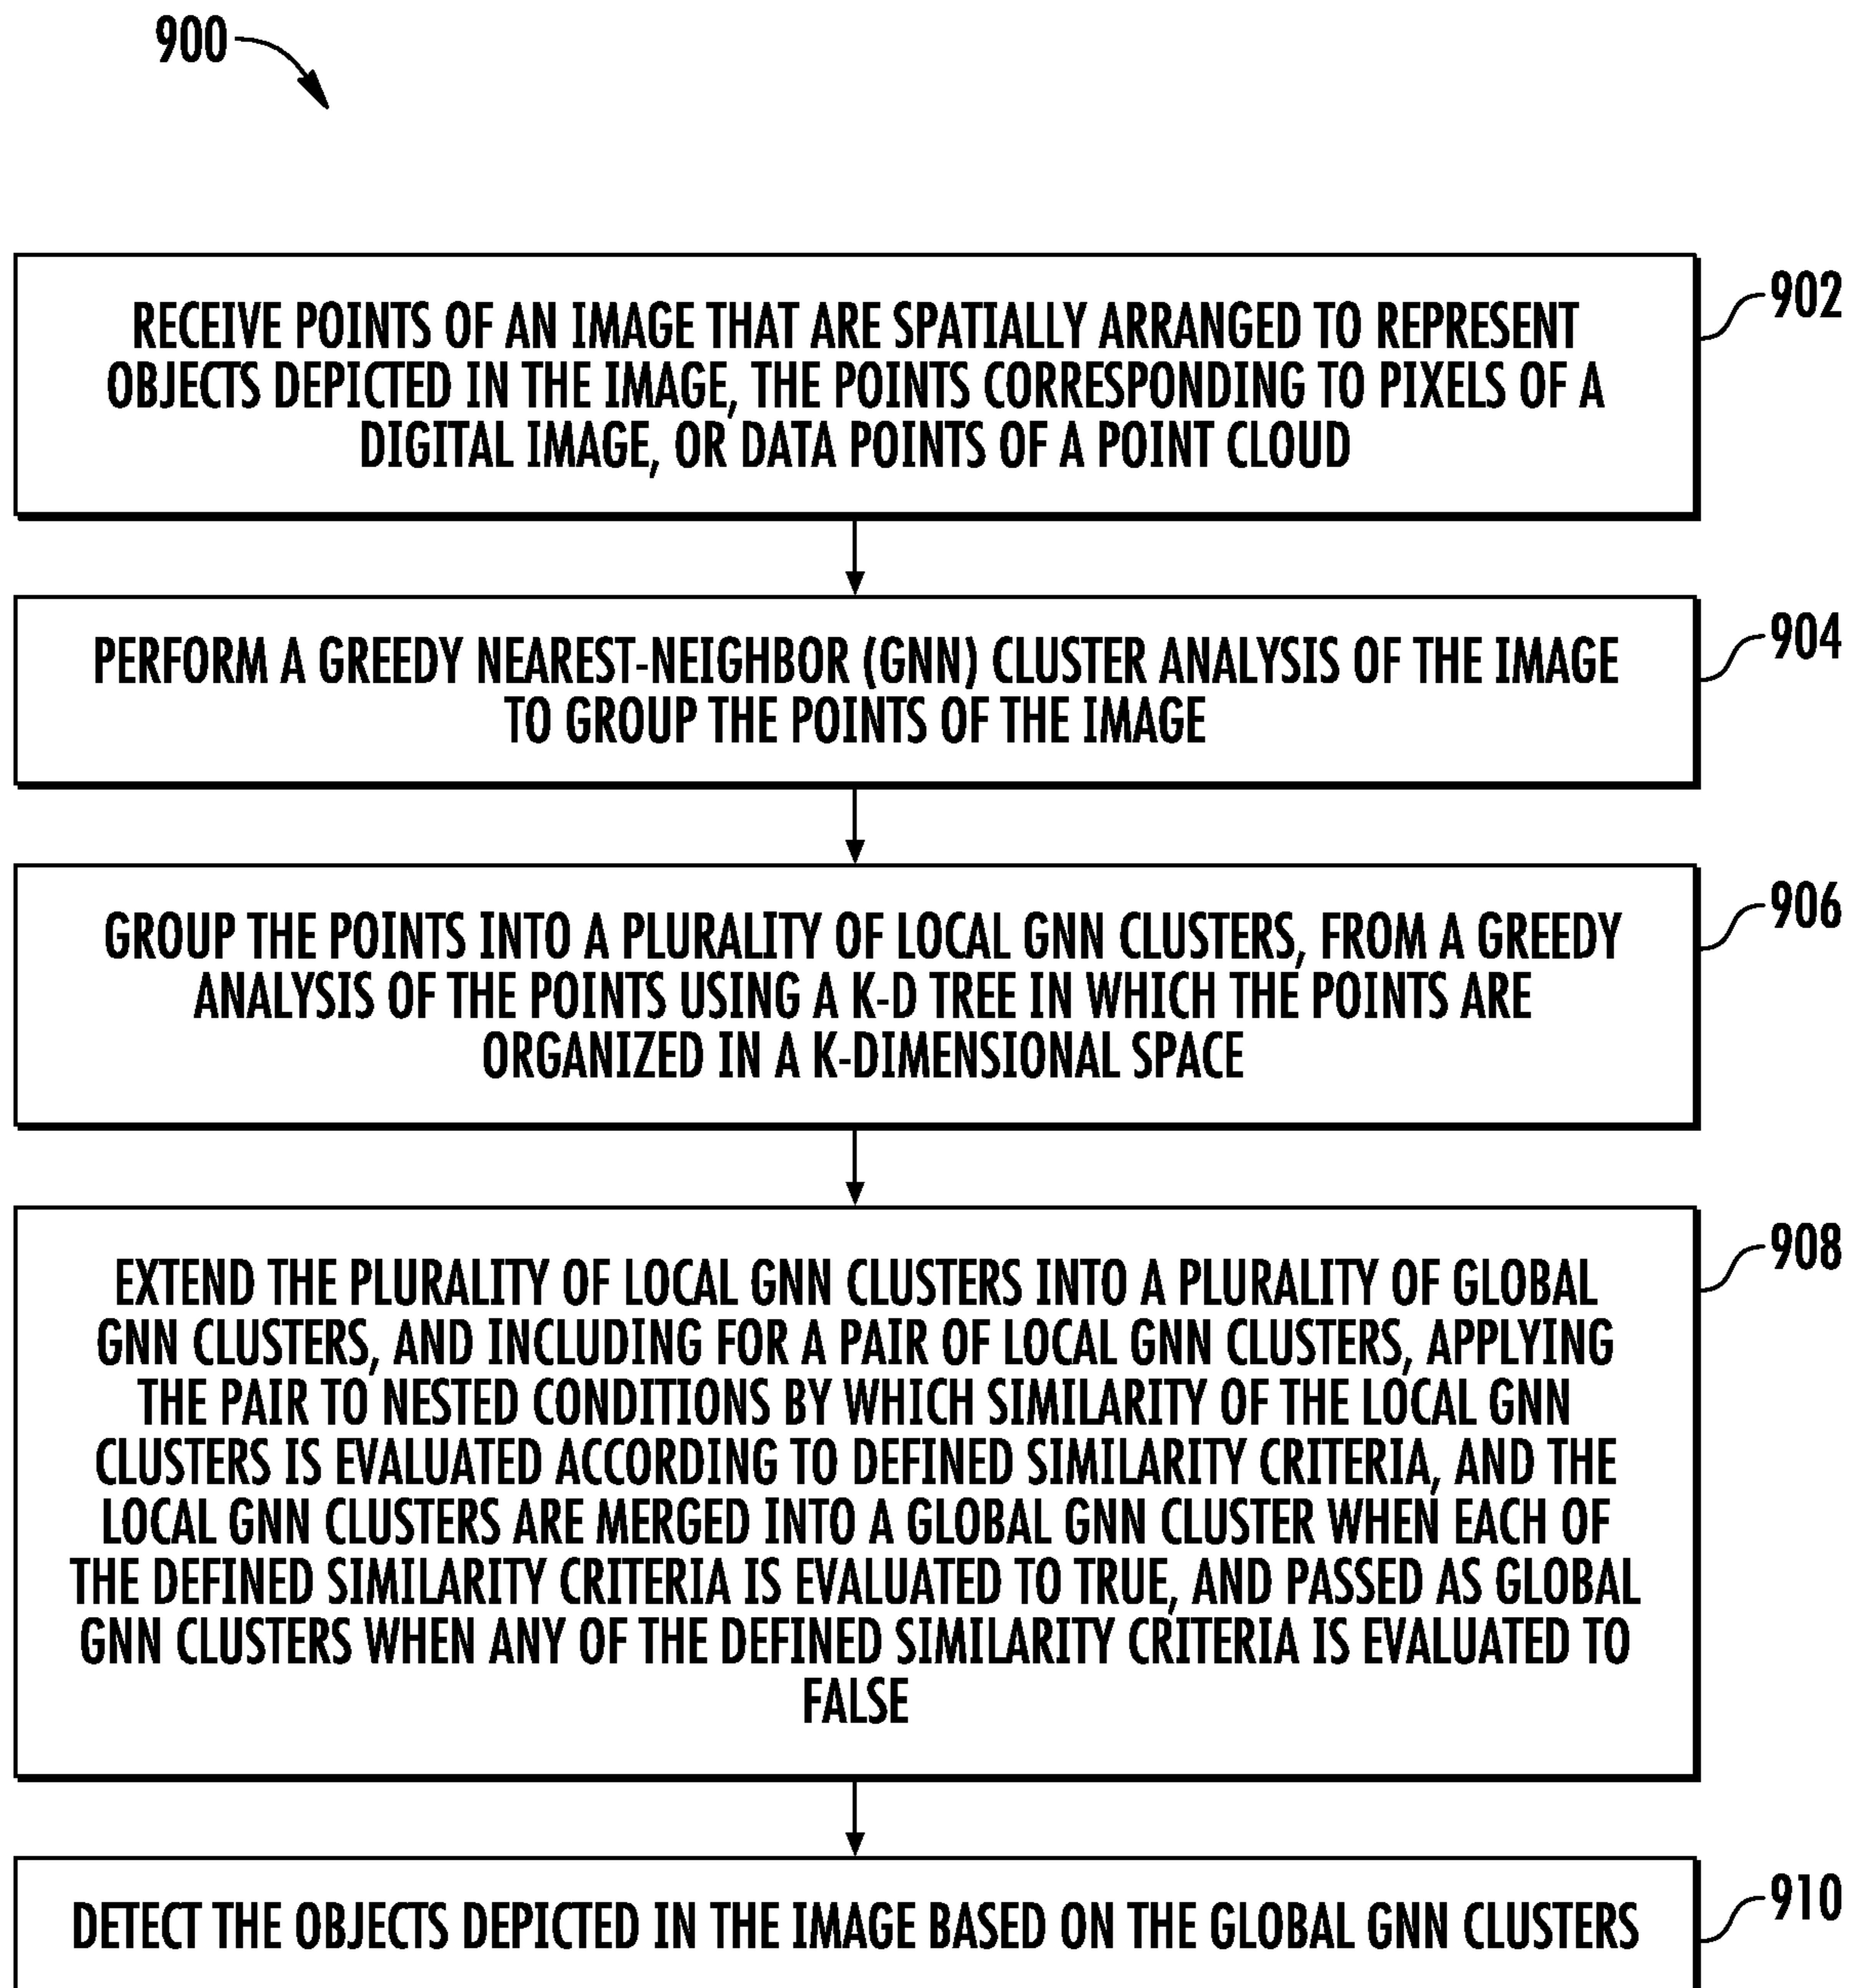 900
RECEIVE POINTS OF AN IMAGE THAT ARE SPATIALLY ARRANGED TO REPRESENT
OBJECTS DEPICTED IN THE IMAGE, THE POINTS CORRESPONDING TO PIXELS OF A
DIGITAL IMAGE, OR DATA POINTS OF A POINT CLOUD
902
PERFORM A GREEDY NEAREST-NEIGHBOR (GNN) CLUSTER ANALYSIS OF THE IMAGE
TO GROUP THE POINTS OF THE IMAGE
904
GROUP THE POINTS INTO A PLURALITY OF LOCAL GNN CLUSTERS, FROM A GREEDY
ANALYSIS OF THE POINTS USING A K-D TREE IN WHICH THE POINTS ARE
ORGANIZED IN A K-DIMENSIONAL SPACE
906
EXTEND THE PLURALITY OF LOCAL GNN CLUSTERS INTO A PLURALITY OF GLOBAL
GNN CLUSTERS, AND INCLUDING FOR A PAIR OF LOCAL GNN CLUSTERS, APPLYING
THE PAIR TO NESTED CONDITIONS BY WHICH SIMILARITY OF THE LOCAL GNN
CLUSTERS IS EVALUATED ACCORDING TO DEFINED SIMILARITY CRITERIA, AND THE
LOCAL GNN CLUSTERS ARE MERGED INTO A GLOBAL GNN CLUSTER WHEN EACH OF
THE DEFINED SIMILARITY CRITERIA IS EVALUATED TO TRUE, AND PASSED AS GLOBAL
GNN CLUSTERS WHEN ANY OF THE DEFINED SIMILARITY CRITERIA IS EVALUATED TO
FALSE
908
DETECT THE OBJECTS DEPICTED IN THE IMAGE BASED ON THE GLOBAL GNN CLUSTERS
910